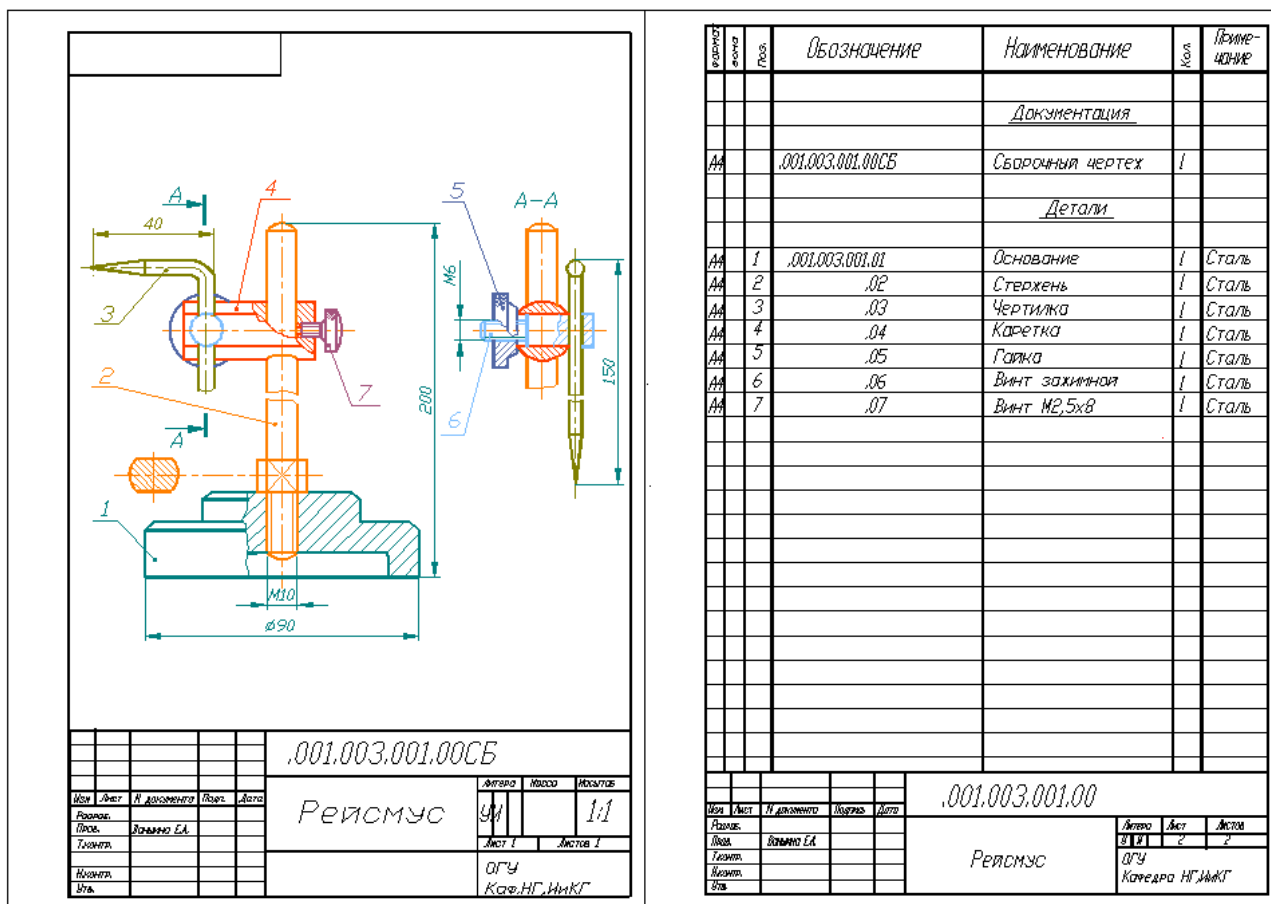 А
4
40
3
2
А
1
М10
⌀90
7
200
5
А-А
М6
6
150
.001.003.001.00СБ
Рейсмус
Литера Масса Масштаб
УИ 1:1
Лист 1 Листов 1
ОГУ
Каф.НГ,ИиКГ
Изм Лист N документа Подп. Дата
Разраб.
Пров. Ваньына Е.А.
Т.контр.
Н.контр.
Утв.
Формат Зона Поз. Обозначение Наименование Кол. Приме-
чание
Документация
А4 .001.003.001.00СБ Сборочный чертех 1
Детали
А4 1 .001.003.001.01 Основание 1 Сталь
А4 2 .02 Стержень 1 Сталь
А4 3 .03 Чертилка 1 Сталь
А4 4 .04 Каретка 1 Сталь
А4 5 .05 Гайка 1 Сталь
А4 6 .06 Винт зажимной 1 Сталь
А4 7 .07 Винт М2,5х8 1 Сталь
.001.003.001.00
Изм Лист N документа Подпись Дата
Разраб.
Пров.
Т.контр.
Н.контр.
Утв.
Рейсмус
Литера Лист Листов
У И 2 2
ОГУ
Кафедра НГ,ИиКГ